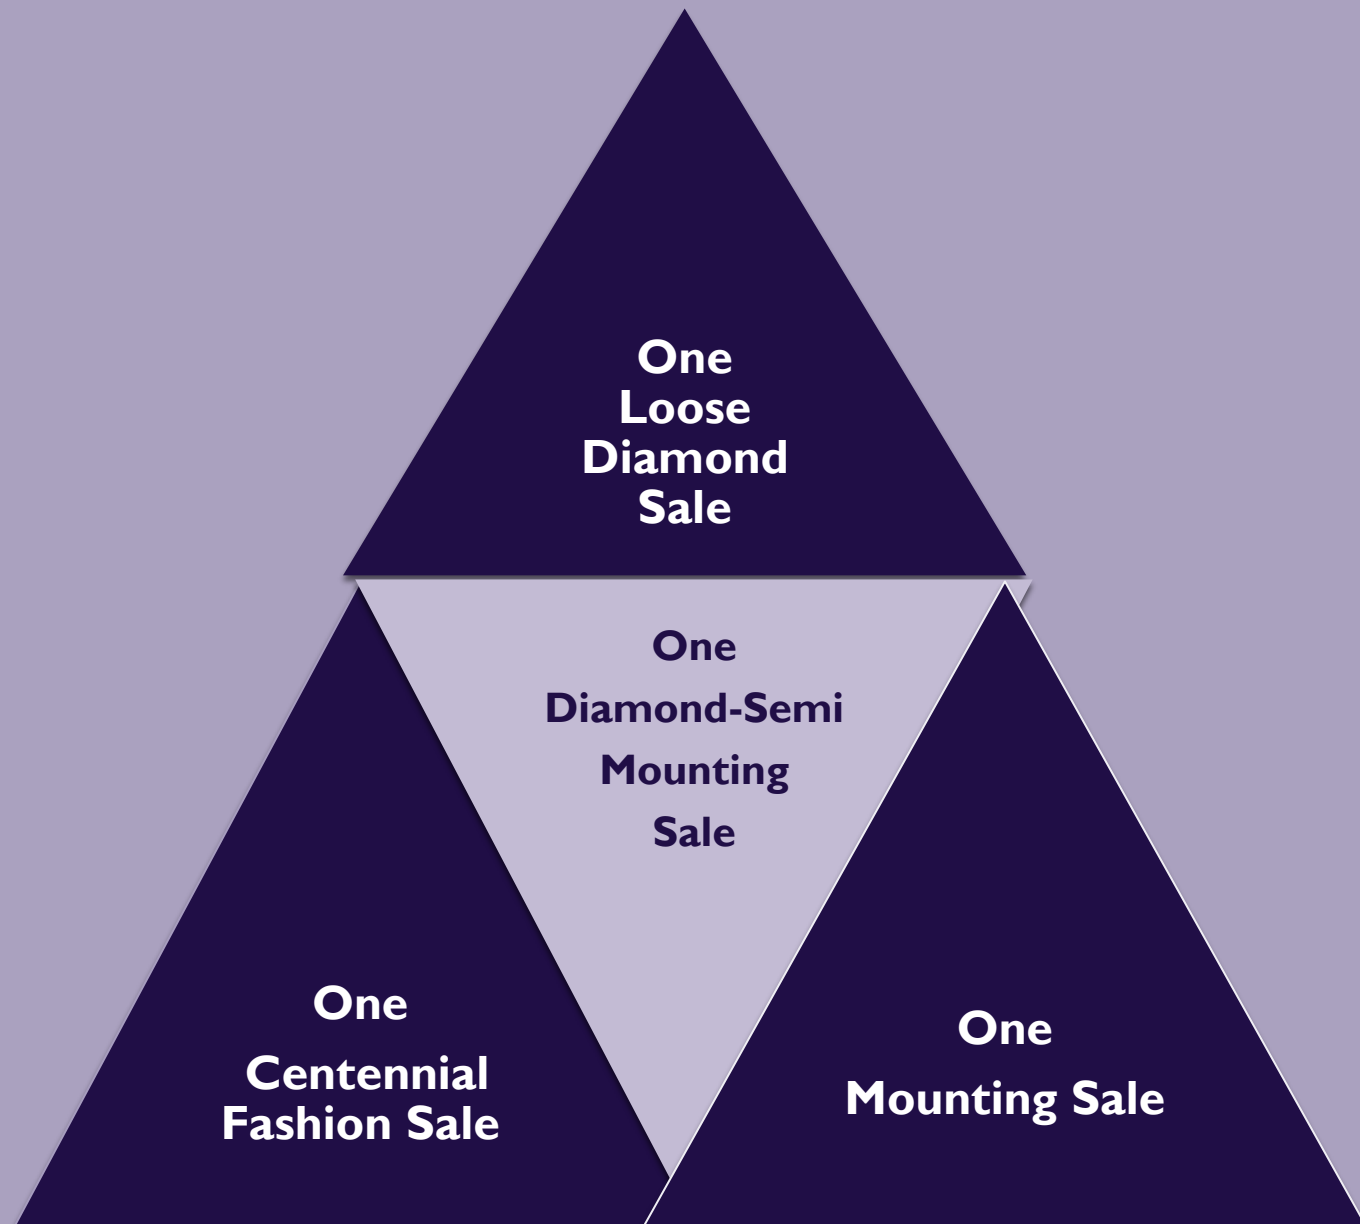 One
Loose
Diamond
Sale
One
Diamond-Semi
Mounting
Sale
One
Centennial
Fashion Sale
One
Mounting Sale